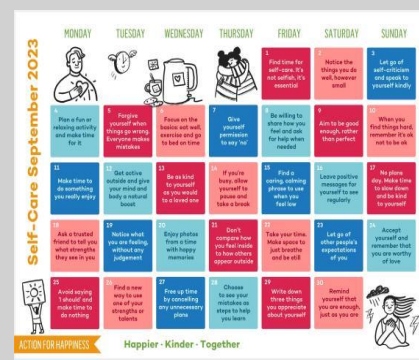 Self-Care September 2023
MONDAY TUESDAY WEDNESDAY THURSDAY FRIDAY SATURDAY SUNDAY
1
Find time for
self-care. It's
not selfish, it's
essential
2
Notice the
things you do
well, however
small
3
Let go of
self-criticism
and speak to
yourself kindly
4
Plan a fun or
relaxing activity
and make time
for it
5
Forgive
yourself when
things go wrong.
Everyone makes
mistakes
6
Focus on the
basics: eat well,
exercise and go
to bed on time
7
Give
yourself
permission
to say 'no'
8
Be willing to
share how you
feel and ask
for help when
needed
9
Aim to be good
enough, rather
than perfect
10
When you
find things hard,
remember it's ok
not to be ok
11
Make time to
do something
you really enjoy
12
Get active
outside and give
your mind and
body a natural
boost
13
Be as kind
to yourself
as you would
to a loved one
14
If you're
busy, allow
yourself to
pause and
take a break
15
Find a
caring, calming
phrase to use
when you
feel low
16
Leave positive
messages for
yourself to see
regularly
17
No plans
day. Make time
to slow down
and be kind
to yourself
18
Ask a trusted
friend to tell you
what strengths
they see in you
19
Notice what
you are feeling,
without any
judgement
20
Enjoy photos
from a time
with happy
memories
21
Don't
compare how
you feel inside
to how others
appear outside
22
Take your time.
Make space to
just breathe
and be still
23
Let go of
other people's
expectations
of you
24
Accept
yourself and
remember that
you are worthy
of love
25
Avoid saying
'I should' and
make time to
do nothing
26
Find a new
way to use
one of your
strengths or
talents
27
Free up time by
cancelling any
unnecessary
plans
28
Choose to
see your
mistakes as
steps to help
you learn
29
Write down
three things
you appreciate
about yourself
30
Remind
yourself that
you are enough,
just as you are
ACTION FOR HAPPINESS
Happier · Kinder · Together